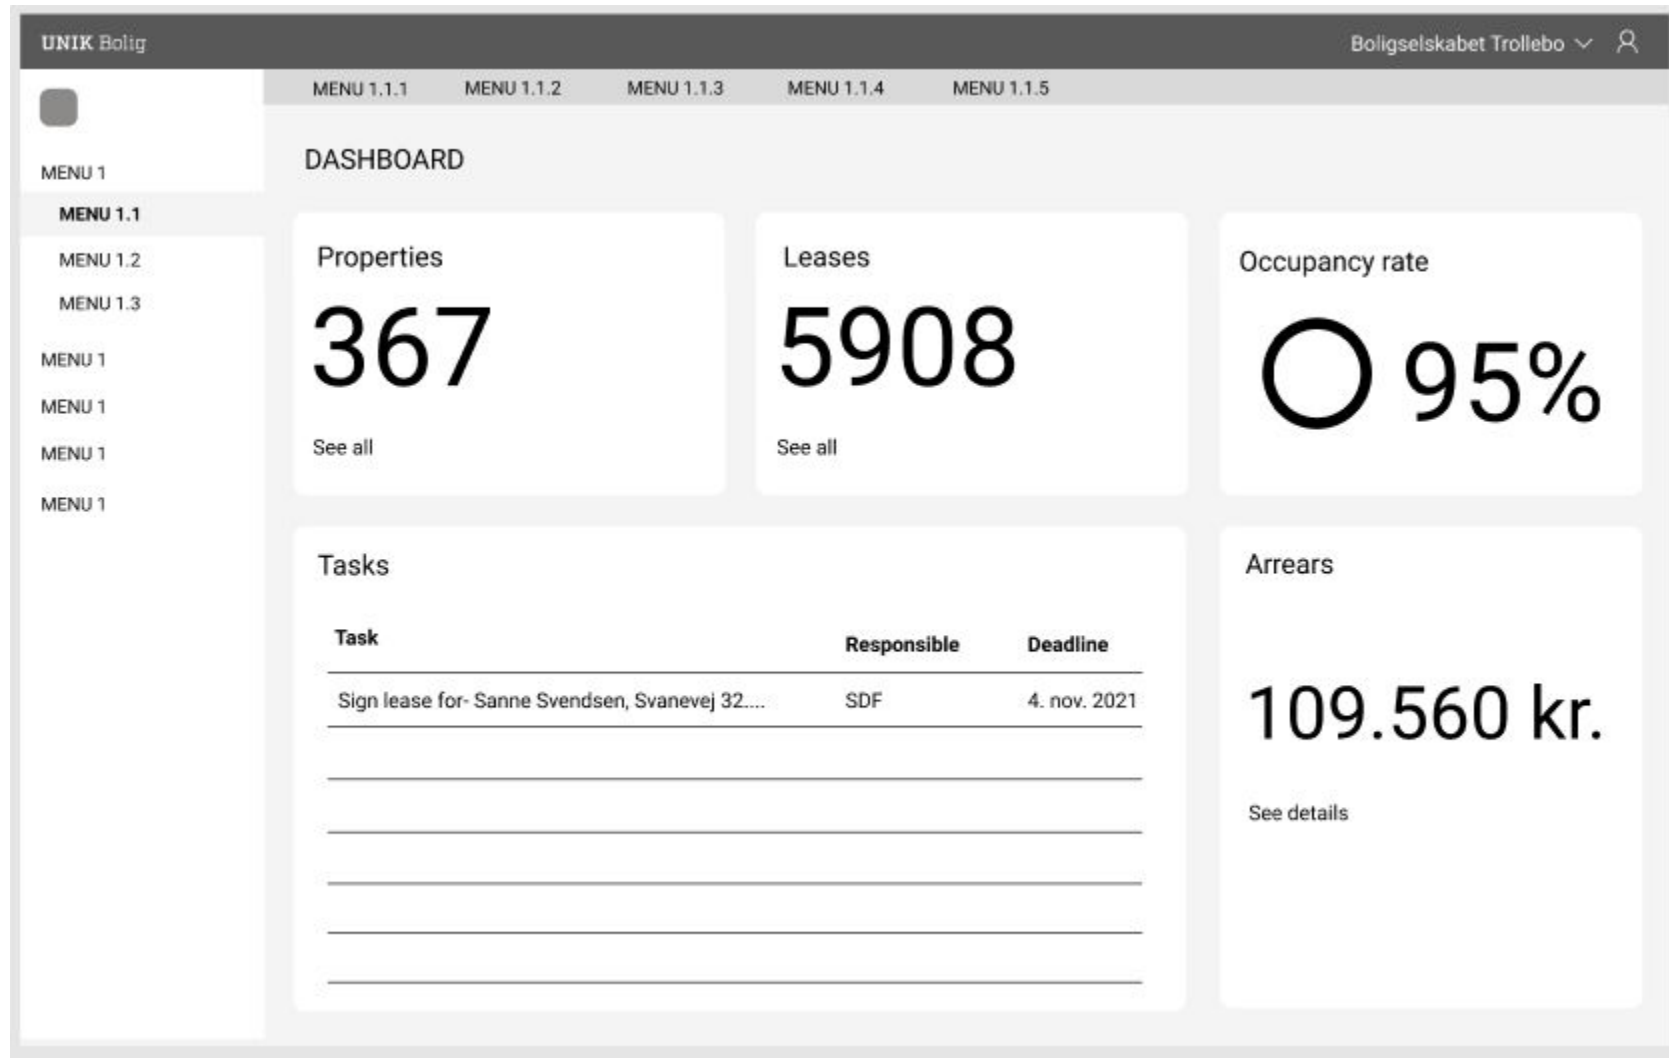 UNIK Bolig
Boligselskabet Trollebo
MENU 1.1.1 MENU 1.1.2 MENU 1.1.3 MENU 1.1.4 MENU 1.1.5
MENU 1
MENU 1.1
MENU 1.2
MENU 1.3
MENU 1
MENU 1
MENU 1
MENU 1
DASHBOARD
Properties
367
See all
Leases
5908
See all
Occupancy rate
95%
Tasks
Task Responsible Deadline
Sign lease for- Sanne Svendsen, Svanevej 32.... SDF 4. nov. 2021
Arrears
109.560 kr.
See details